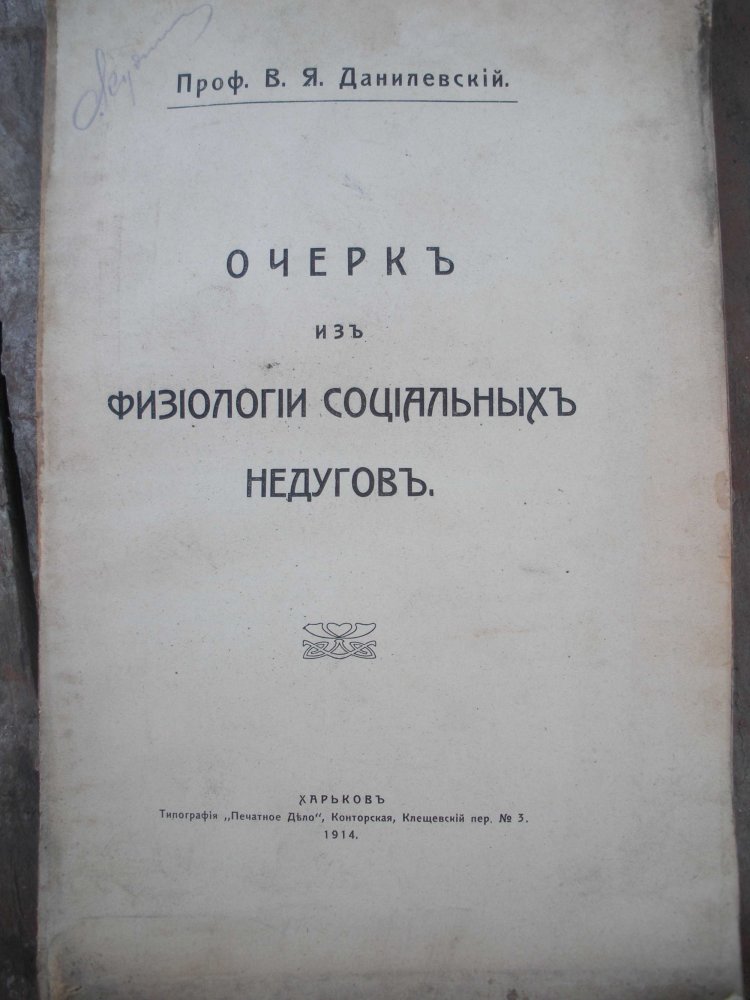 Проф. В. Я. Данилевскій.
ОЧЕРКЪ
ИЗЪ
ФИЗІОЛОГІИ СОЦІАЛЬНЫХЪ
НЕДУГОВЪ.
ХАРЬКОВЪ
Типографія „Печатное Дѣло“, Конторская, Клещевскій пер. № 3.
1914.